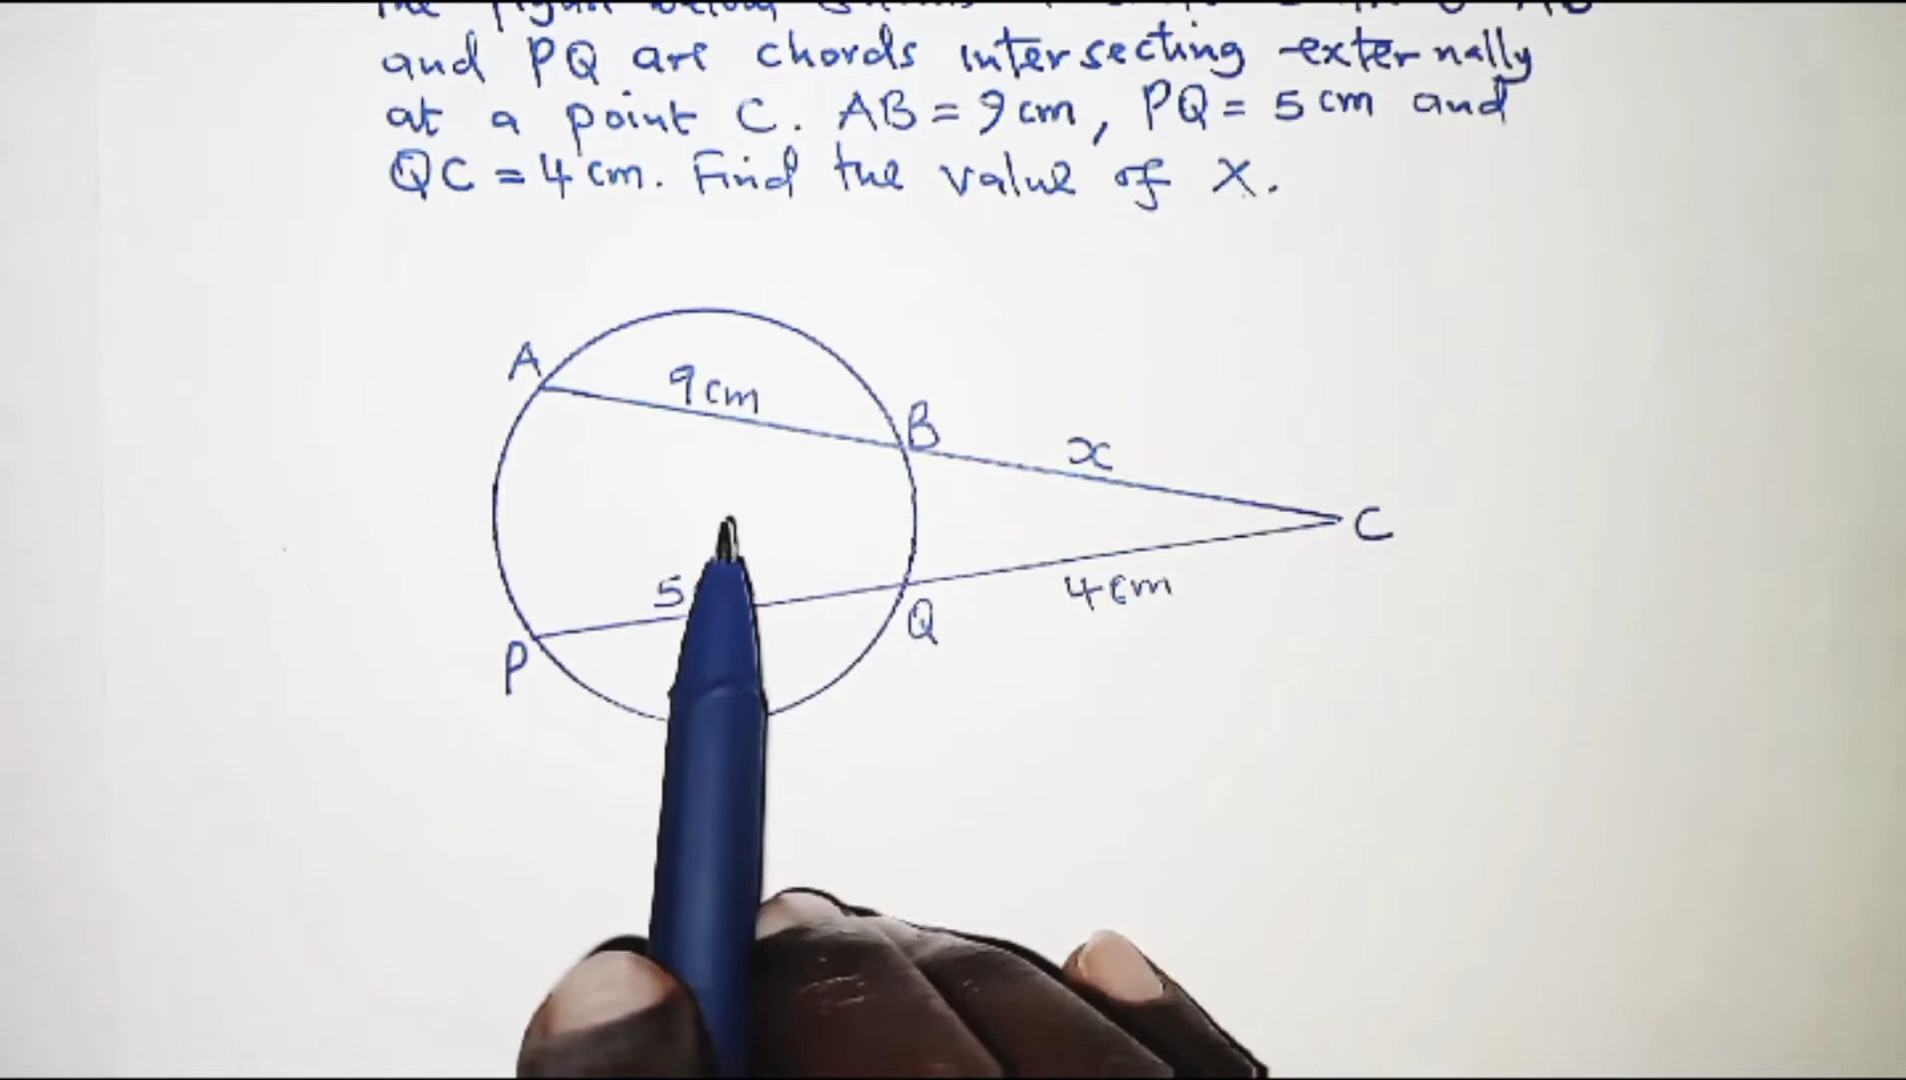 and PQ are chords intersecting externally
at a point C. AB = 9cm, PQ = 5cm and
QC = 4cm. Find the value of X.
A
9cm
B
x
C
5
4cm
Q
P